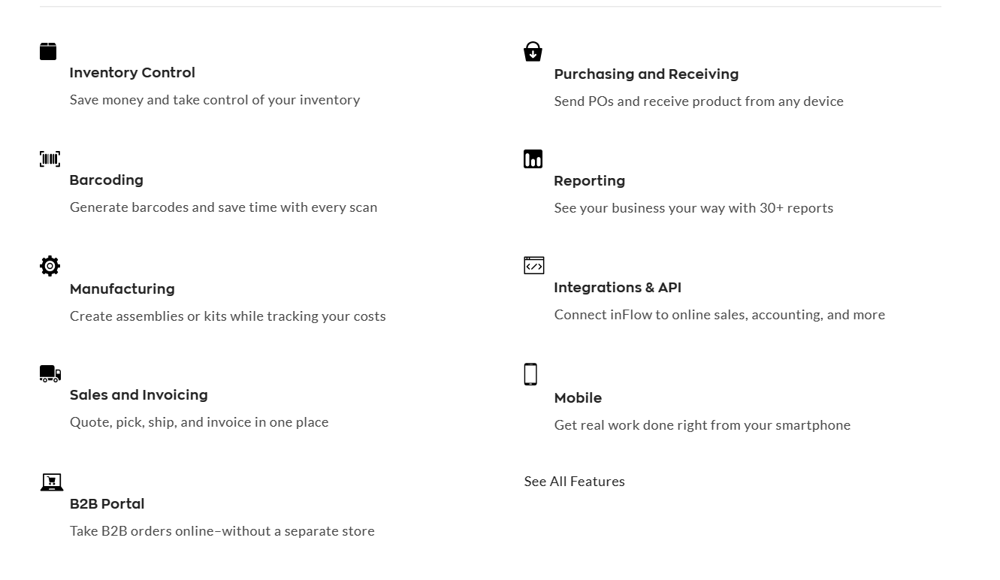 Inventory Control
Save money and take control of your inventory
Barcoding
Generate barcodes and save time with every scan
Manufacturing
Create assemblies or kits while tracking your costs
Sales and Invoicing
Quote, pick, ship, and invoice in one place
B2B Portal
Take B2B orders online–without a separate store
Purchasing and Receiving
Send POs and receive product from any device
Reporting
See your business your way with 30+ reports
Integrations & API
Connect inFlow to online sales, accounting, and more
Mobile
Get real work done right from your smartphone
See All Features